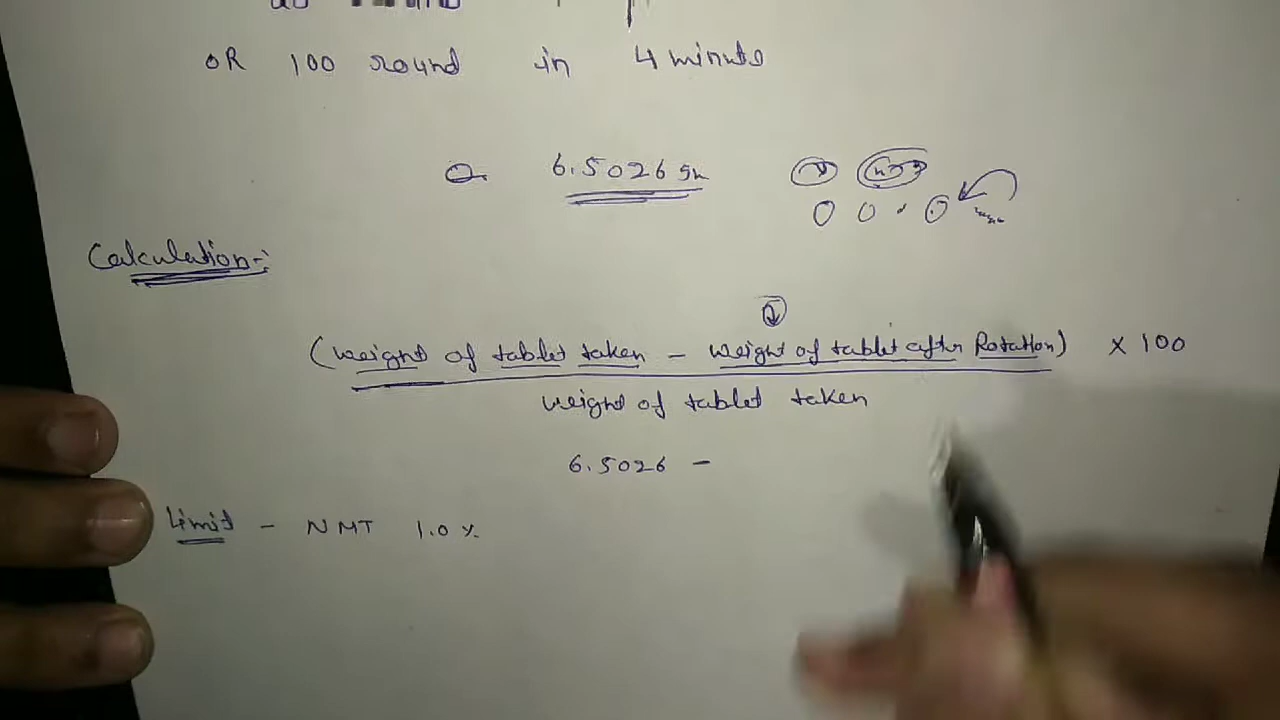 OR 100 round in 4 minute
6.5026 gm
Calculation:-
(weight of tablet taken - weight of tablet after Rotation) x 100
weight of tablet taken
6.5026 -
Limit - NMT 1.0 %